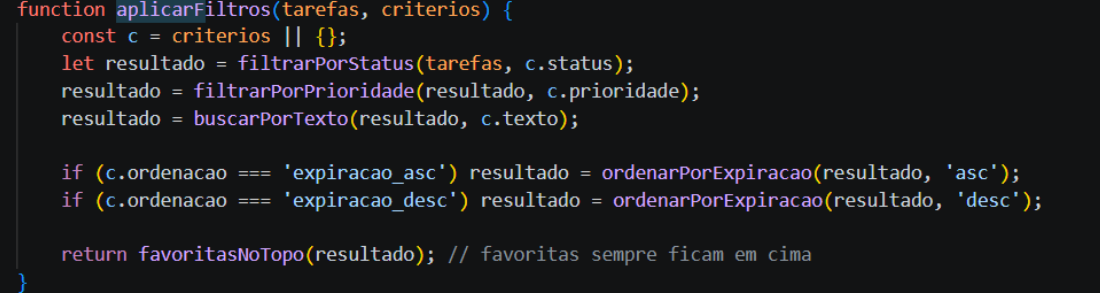 function aplicarFiltros(tarefas, criterios) {
    const c = criterios || {};
    let resultado = filtrarPorStatus(tarefas, c.status);
    resultado = filtrarPorPrioridade(resultado, c.prioridade);
    resultado = buscarPorTexto(resultado, c.texto);

    if (c.ordenacao === 'expiracao_asc') resultado = ordenarPorExpiracao(resultado, 'asc');
    if (c.ordenacao === 'expiracao_desc') resultado = ordenarPorExpiracao(resultado, 'desc');

    return favoritasNoTopo(resultado); // favoritas sempre ficam em cima
}